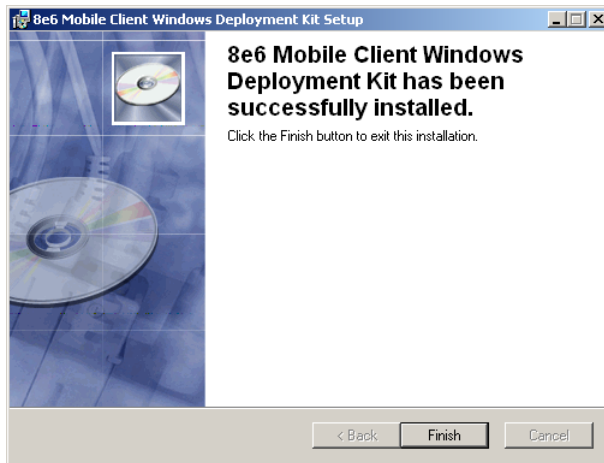 8e6 Mobile Client Windows Deployment Kit Setup
8e6 Mobile Client Windows
Deployment Kit has been
successfully installed.
Click the Finish button to exit this installation.
< Back
Finish
Cancel